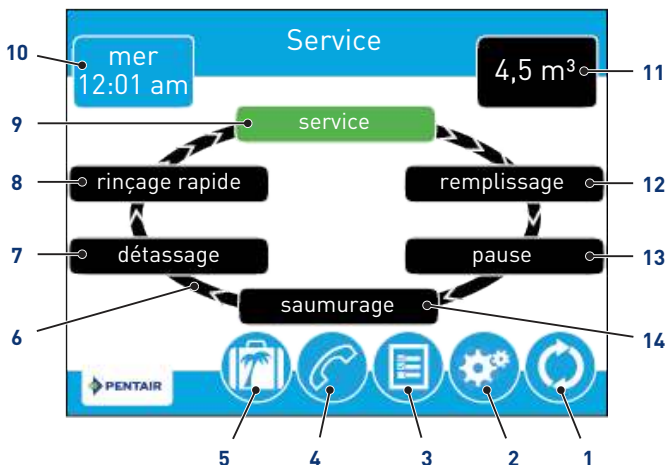 Service
10
mer
12:01 am
4,5 m³
11
9
service
8
rinçage rapide
remplissage
12
7
détassage
pause
13
6
saumurage
14
PENTAIR
5
4
3
2
1